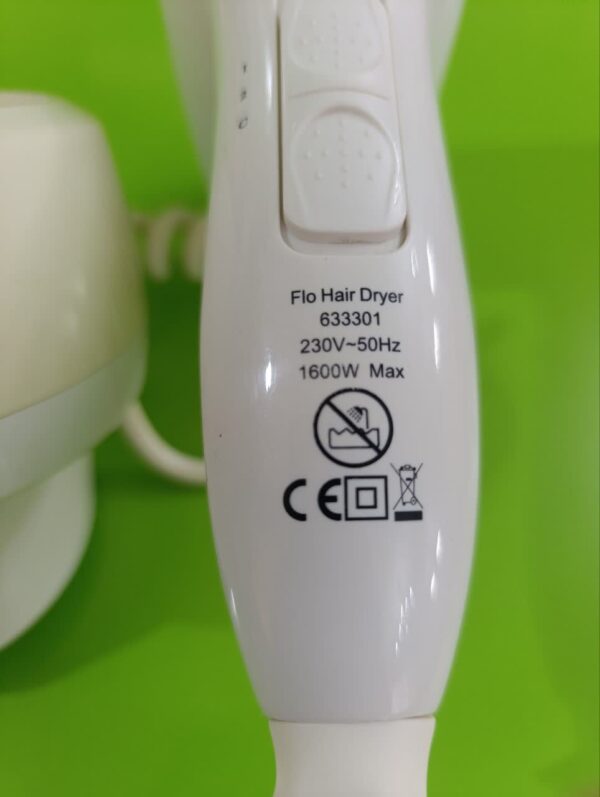 Flo Hair Dryer
633301
230V~50Hz
1600W Max
CE